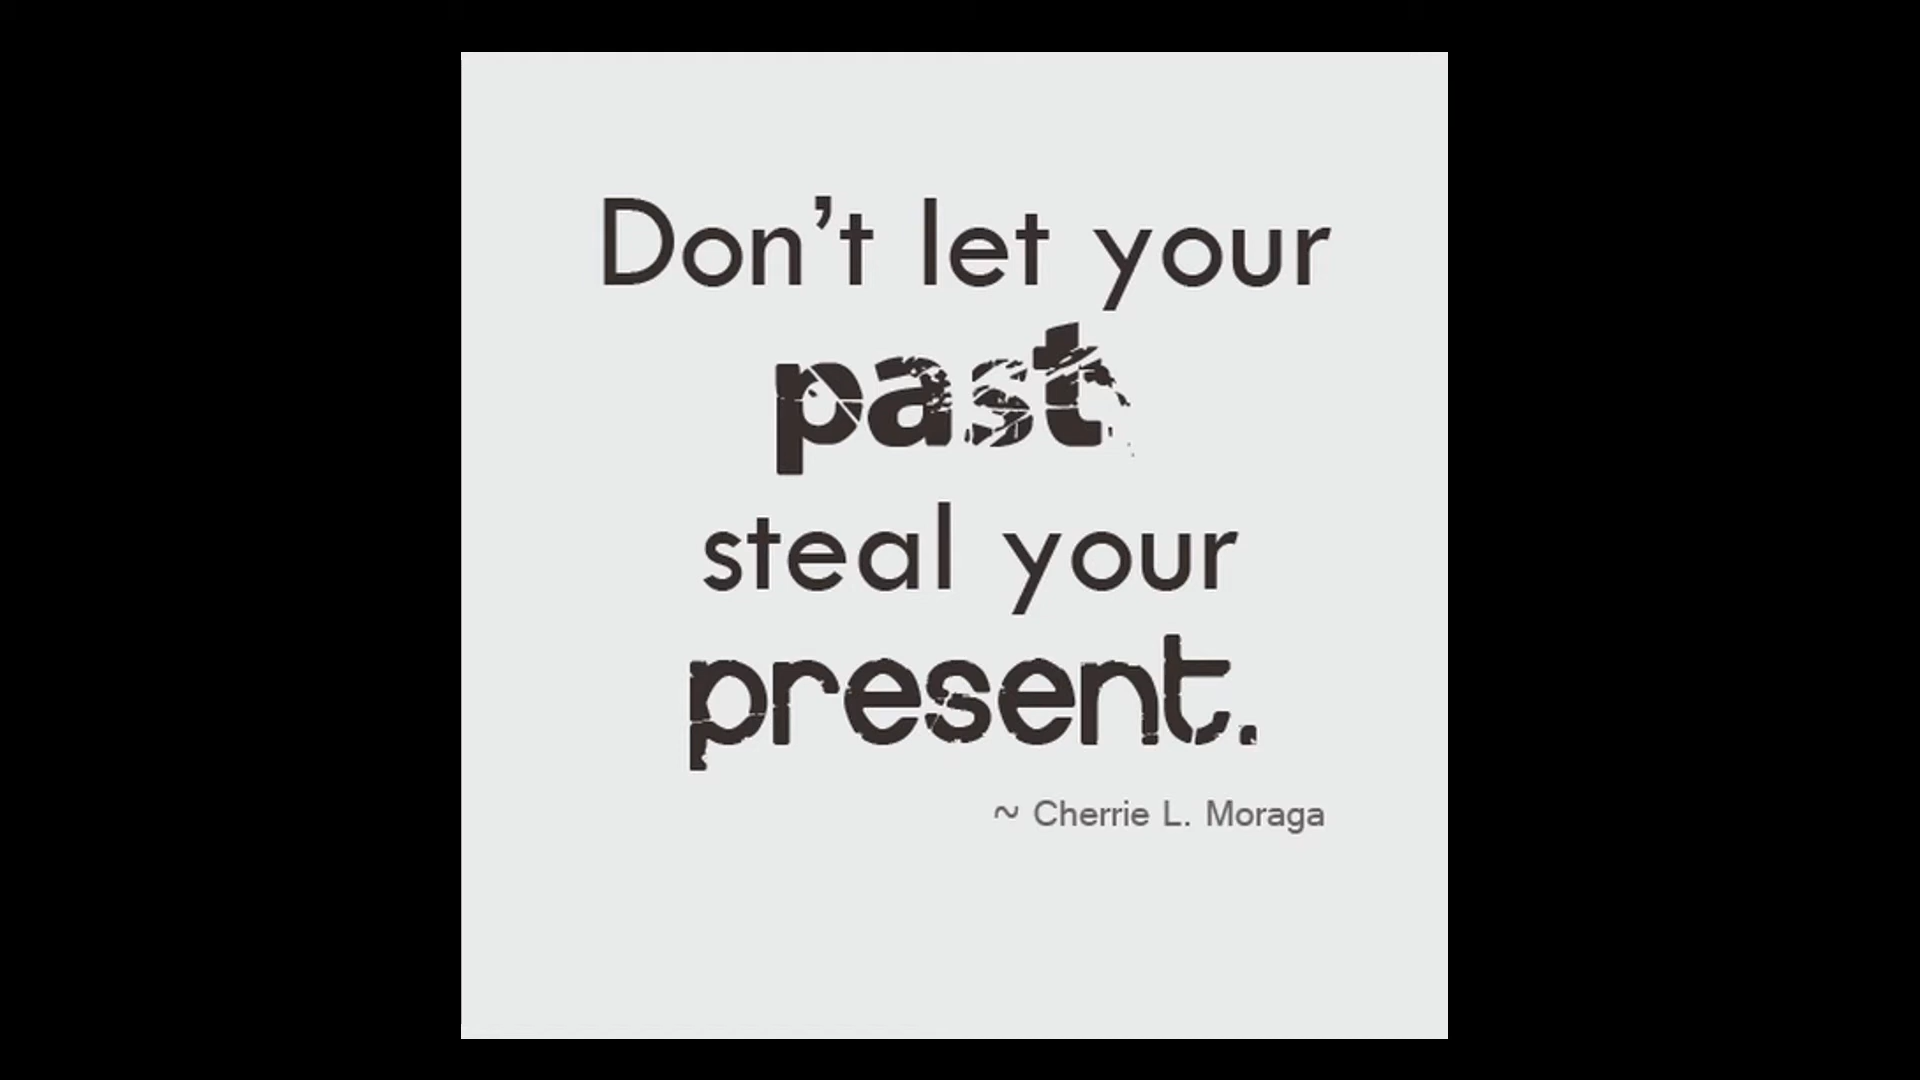 Don’t let your
past
steal your
present.
~ Cherrie L. Moraga